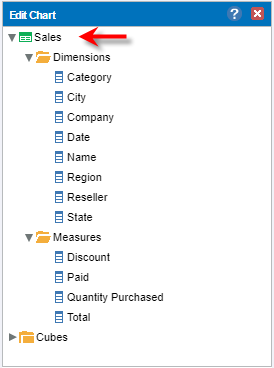 Edit Chart ?
Sales
Dimensions
Category
City
Company
Date
Name
Region
Reseller
State
Measures
Discount
Paid
Quantity Purchased
Total
Cubes